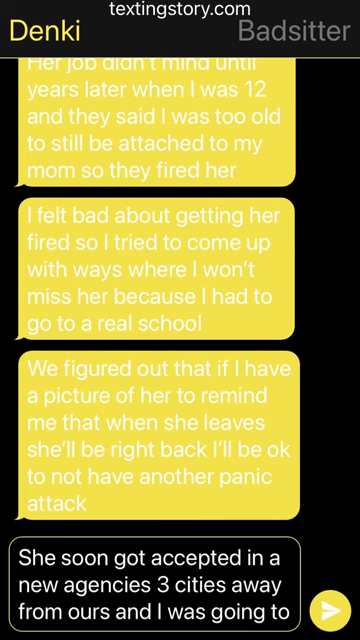 textingstory.com
Denki
Badsitter
Her job didn't mind until
years later when I was 12
and they said I was too old
to still be attached to my
mom so they fired her
I felt bad about getting her
fired so I tried to come up
with ways where I won't
miss her because I had to
go to a real school
We figured out that if I have
a picture of her to remind
me that when she leaves
she'll be right back I'll be ok
to not have another panic
attack
She soon got accepted in a
new agencies 3 cities away
from ours and I was going to